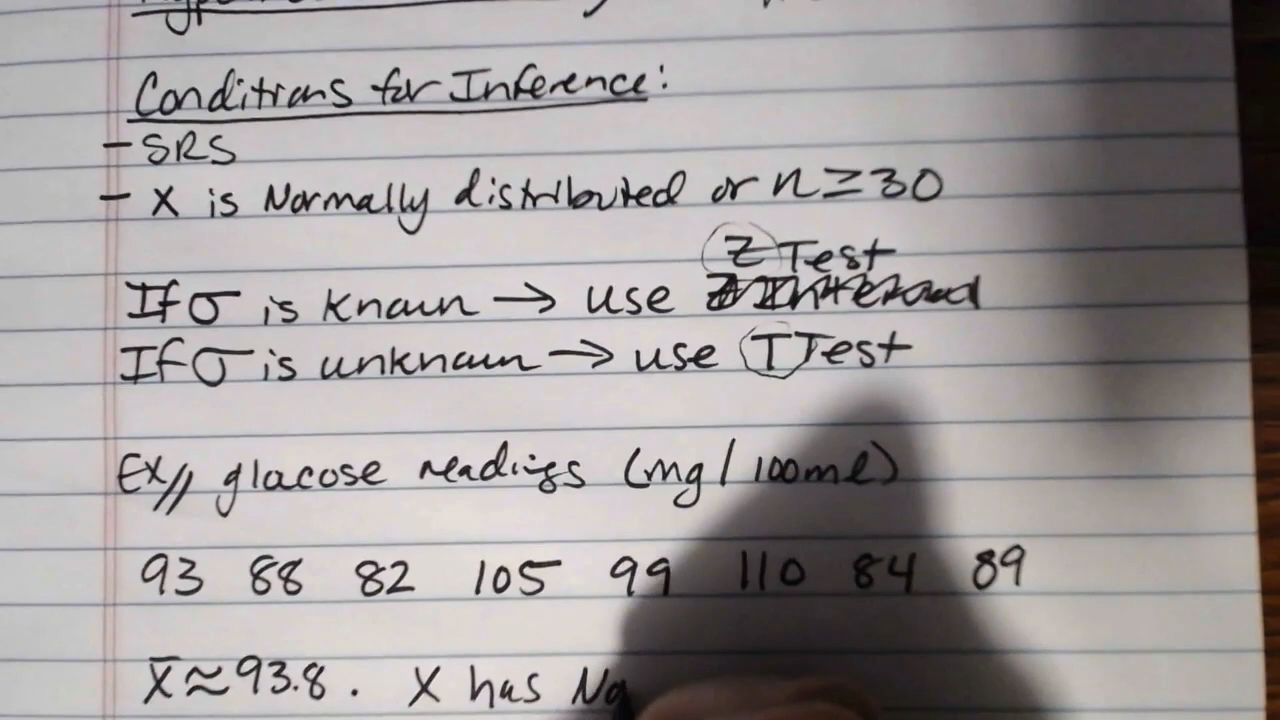 Conditions for Inference:
- SRS
- X is Normally distributed or n ≥ 30
Z Test
If σ is known → use
If σ is unknown → use T Test
Ex// glucose readings (mg/100ml)
93 88 82 105 99 110 84 89
x̄ ≈ 93.8. X has No